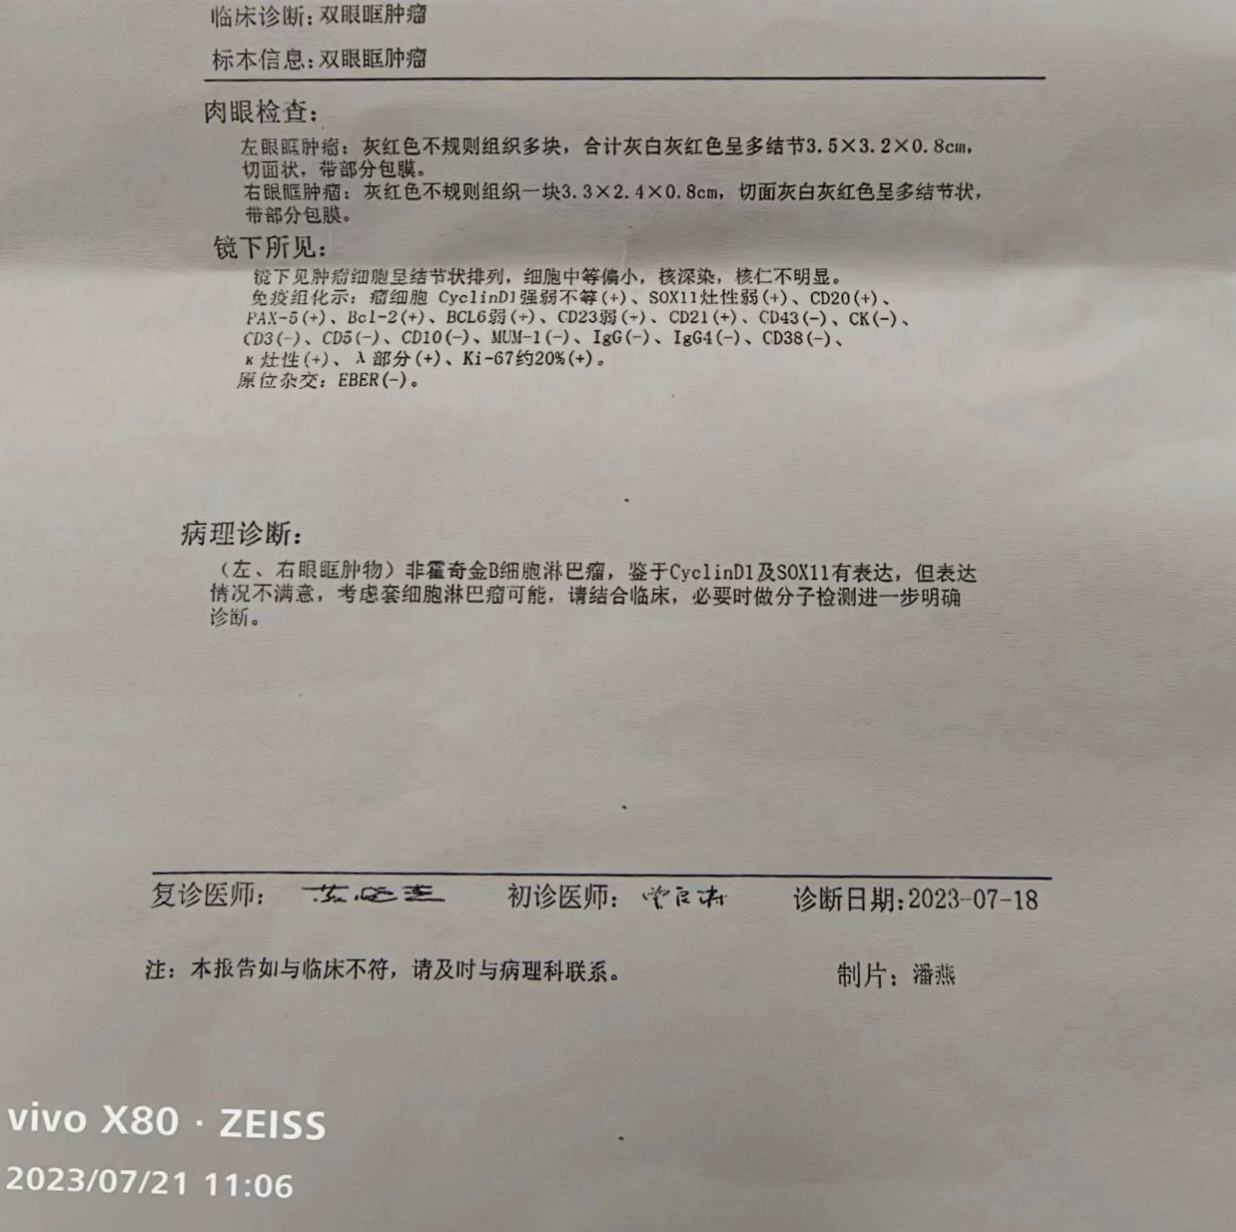 临床诊断:双眼眶肿瘤
标本信息:双眼眶肿瘤
肉眼检查:
左眼眶肿瘤：灰红色不规则组织多块，合计灰白灰红色呈多结节3.5×3.2×0.8cm，
切面状，带部分包膜。
右眼眶肿瘤：灰红色不规则组织一块3.3×2.4×0.8cm，切面灰白灰红色呈多结节状，
带部分包膜。
镜下所见:
镜下见肿瘤细胞呈结节状排列，细胞中等偏小，核深染，核仁不明显。
免疫组化示：瘤细胞 CyclinD1强弱不等(+)、SOX11灶性弱(+)、CD20(+)、
PAX-5(+)、Bcl-2(+)、BCL6弱(+)、CD23弱(+)、CD21(+)、CD43(-)、CK(-)、
CD3(-)、CD5(-)、CD10(-)、MUM-1(-)、IgG(-)、IgG4(-)、CD38(-)、
κ灶性(+)、λ部分(+)、Ki-67约20%(+)。
原位杂交：EBER(-)。
病理诊断:
（左、右眼眶肿物）非霍奇金B细胞淋巴瘤，鉴于CyclinD1及SOX11有表达，但表达
情况不满意，考虑套细胞淋巴瘤可能，请结合临床，必要时做分子检测进一步明确
诊断。
复诊医师: 初诊医师: 诊断日期:2023-07-18
注：本报告如与临床不符，请及时与病理科联系。 制片：潘燕
vivo X80 · ZEISS
2023/07/21 11:06